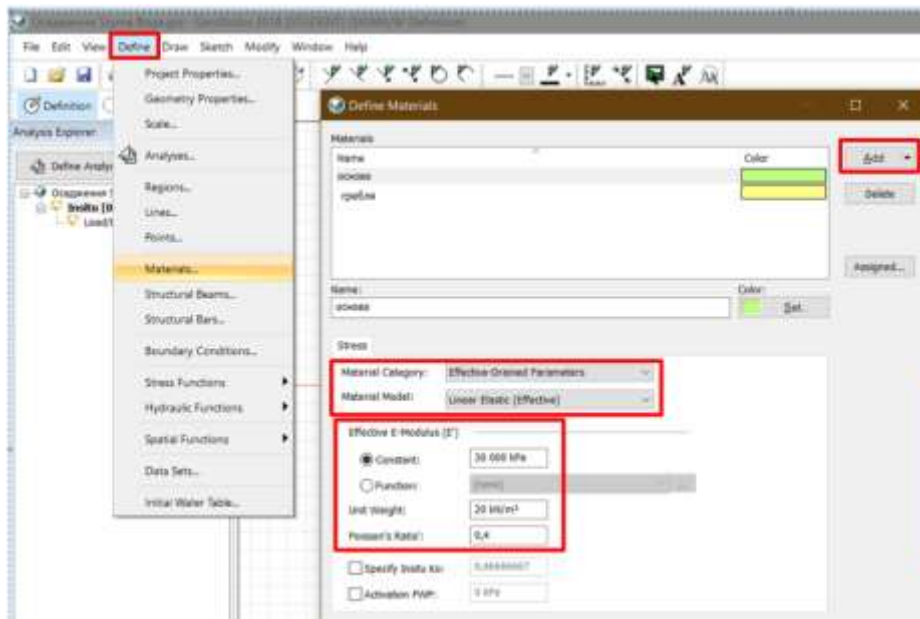 File Edit View Define Draw Sketch Modify Window Help
Project Properties...
Geometry Properties...
Scale...
Analyses...
Regions...
Lines...
Points...
Materials...
Structural Beams...
Structural Bars...
Boundary Conditions...
Stress Functions
Hydraulic Functions
Spatial Functions
Data Sets...
Initial Water Table...
Definition
Analysis Explorer
Define Materials
Materials
Name Color
основа
гребля
Add
Delete
Assigned...
Name: Color:
основа Set.
Stress
Material Category: Effective-Drained Parameters
Material Model: Linear Elastic (Effective)
Effective E-Modulus (E')
Constant: 30 000 kPa
Function: (none)
Unit Weight: 20 kN/m³
Poisson's Ratio': 0,4
Specify Insitu Ko: 0,66666667
Activation PWP: 0 kPa